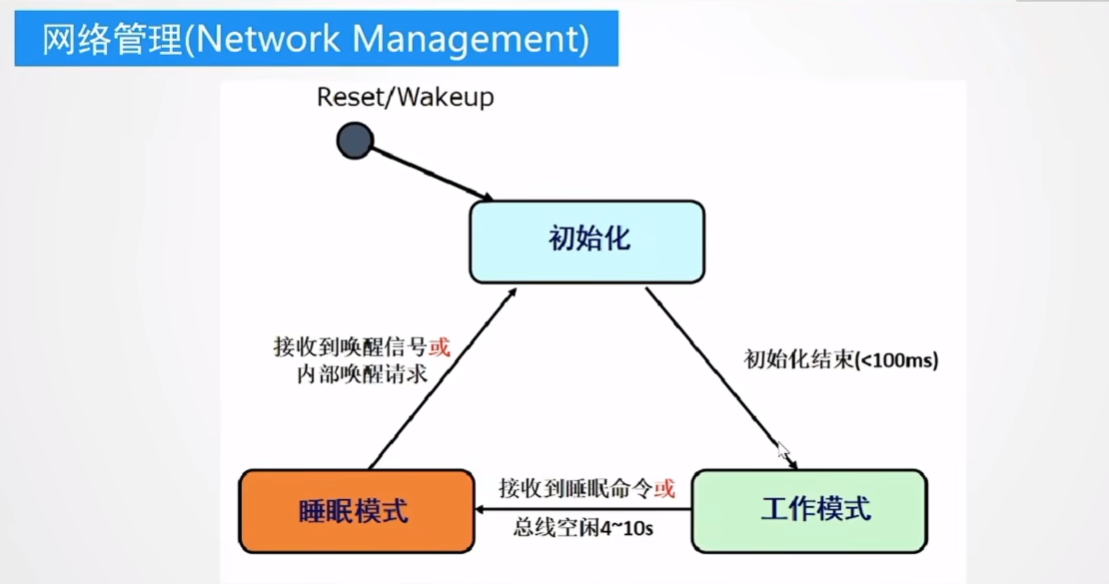 网络管理(Network Management)
Reset/Wakeup
初始化
接收到唤醒信号或
内部唤醒请求
初始化结束(<100ms)
睡眠模式
接收到睡眠命令或
总线空闲4~10s
工作模式